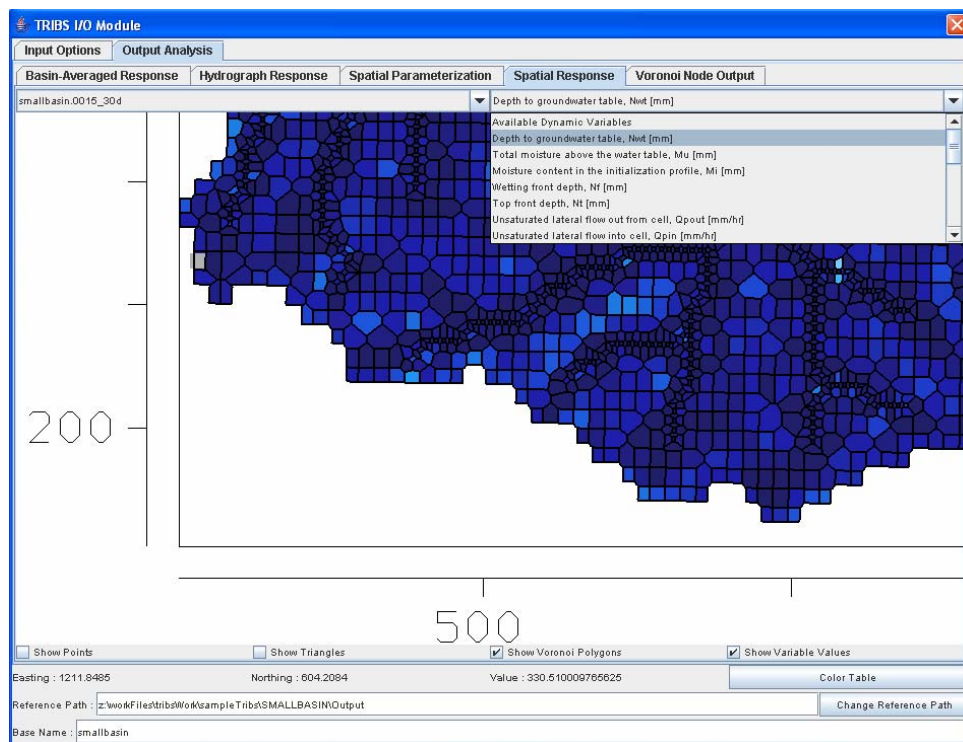 TRIBS I/O Module
Input Options Output Analysis
Basin-Averaged Response Hydrograph Response Spatial Parameterization Spatial Response Voronoi Node Output
smallbasin.0015_30d Depth to groundwater table, Nwt [mm]
Available Dynamic Variables
Depth to groundwater table, Nwt [mm]
Total moisture above the water table, Mu [mm]
Moisture content in the initialization profile, Mi [mm]
Wetting front depth, Nf [mm]
Top front depth, Nt [mm]
Unsaturated lateral flow out from cell, Qpout [mm/hr]
Unsaturated lateral flow into cell, Qpin [mm/hr]
200
500
Show Points Show Triangles Show Voronoi Polygons Show Variable Values
Easting : 1211.8485 Northing : 604.2084 Value : 330.510009765625 Color Table
Reference Path : z:\workFiles\tribsWork\sampleTribs\SMALLBASIN\Output Change Reference Path
Base Name : smallbasin